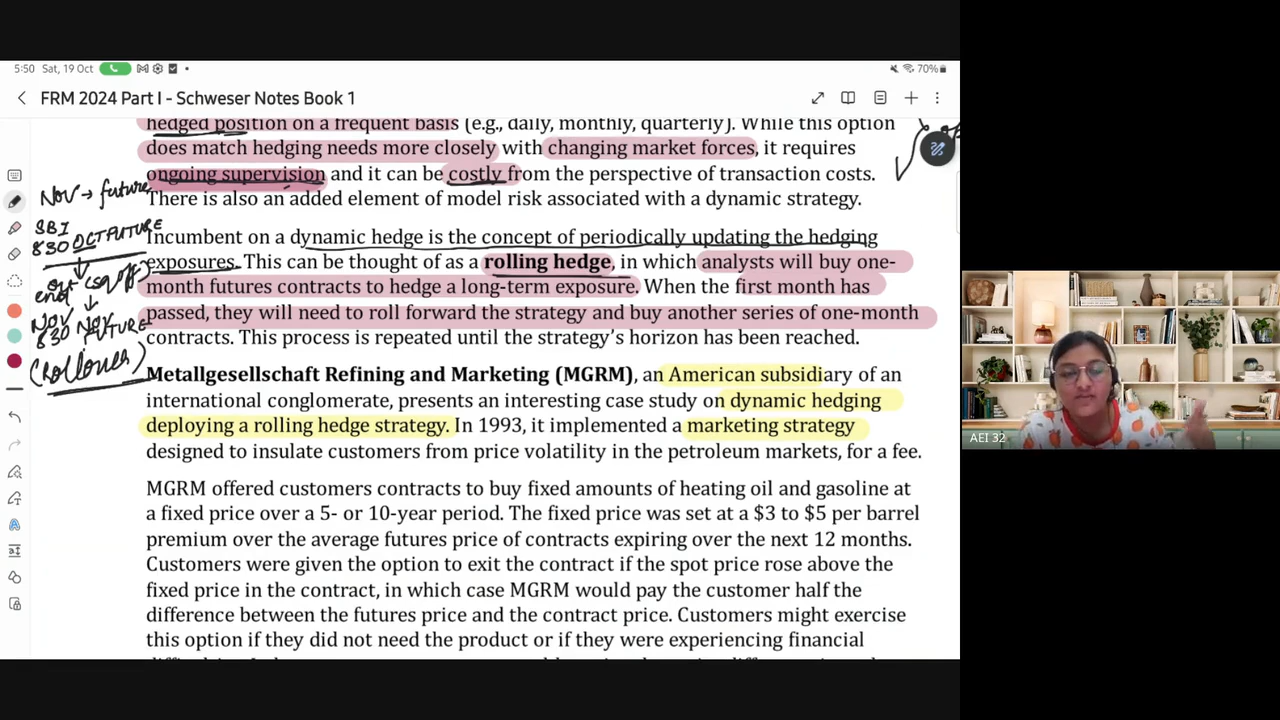 5:50 Sat, 19 Oct
70%
FRM 2024 Part I - Schweser Notes Book 1
hedged position on a frequent basis (e.g., daily, monthly, quarterly). While this option
does match hedging needs more closely with changing market forces, it requires
ongoing supervision and it can be costly from the perspective of transaction costs.
There is also an added element of model risk associated with a dynamic strategy.
Nov → future
SBI
830 OCT FUTURE
end
NOV
830 NOV FUTURE
(Rollover)
Incumbent on a dynamic hedge is the concept of periodically updating the hedging
exposures. This can be thought of as a rolling hedge, in which analysts will buy one-
month futures contracts to hedge a long-term exposure. When the first month has
passed, they will need to roll forward the strategy and buy another series of one-month
contracts. This process is repeated until the strategy's horizon has been reached.
Metallgesellschaft Refining and Marketing (MGRM), an American subsidiary of an
international conglomerate, presents an interesting case study on dynamic hedging
deploying a rolling hedge strategy. In 1993, it implemented a marketing strategy
designed to insulate customers from price volatility in the petroleum markets, for a fee.
MGRM offered customers contracts to buy fixed amounts of heating oil and gasoline at
a fixed price over a 5- or 10-year period. The fixed price was set at a $3 to $5 per barrel
premium over the average futures price of contracts expiring over the next 12 months.
Customers were given the option to exit the contract if the spot price rose above the
fixed price in the contract, in which case MGRM would pay the customer half the
difference between the futures price and the contract price. Customers might exercise
this option if they did not need the product or if they were experiencing financial
AEI 32